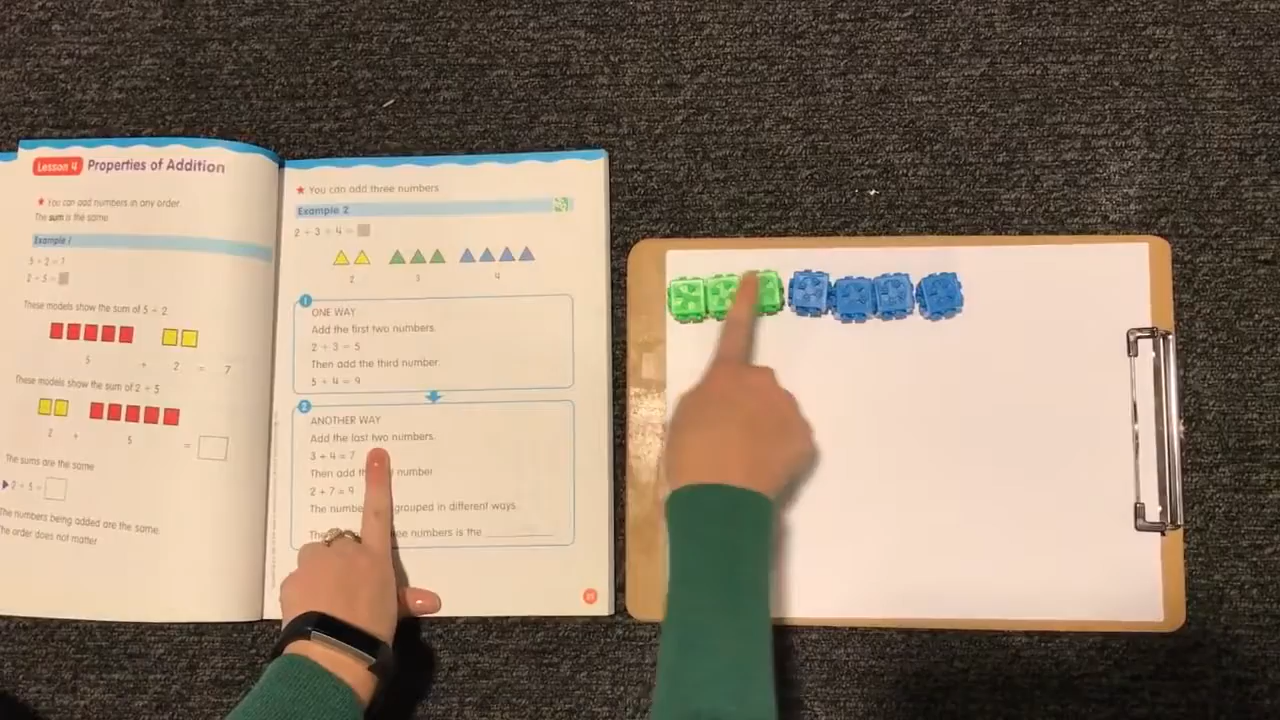 Lesson 4 Properties of Addition
★ You can add numbers in any order.
The sum is the same.
Example 1
5 + 2 = 7
2 + 5 =
These models show the sum of 5 + 2
5 + 2 = 7
These models show the sum of 2 + 5
2 + 5 =
The sums are the same
▶ 2 + 5 =
The numbers being added are the same.
The order does not matter
★ You can add three numbers
Example 2
2 + 3 + 4 =
2 3 4
1
ONE WAY
Add the first two numbers.
2 + 3 = 5
Then add the third number.
5 + 4 = 9
2
ANOTHER WAY
Add the last two numbers.
3 + 4 = 7
Then add number
2 + 7 = 9
The grouped in different ways
numbers is the